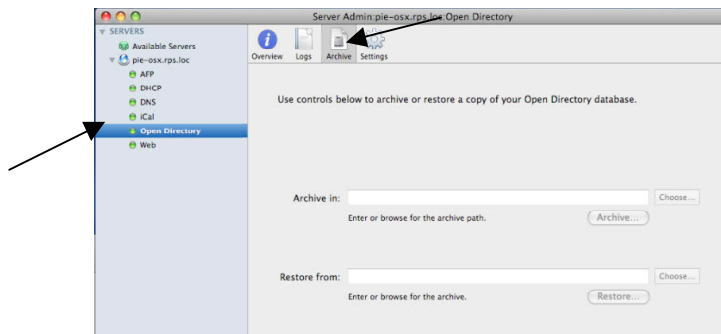 Server Admin:pie-osx.rps.loc:Open Directory
SERVERS
Available Servers
pie-osx.rps.loc
AFP
DHCP
DNS
iCal
Open Directory
Web
Overview Logs Archive Settings
Use controls below to archive or restore a copy of your Open Directory database.
Archive in: Choose...
Enter or browse for the archive path. Archive...
Restore from: Choose...
Enter or browse for the archive. Restore...